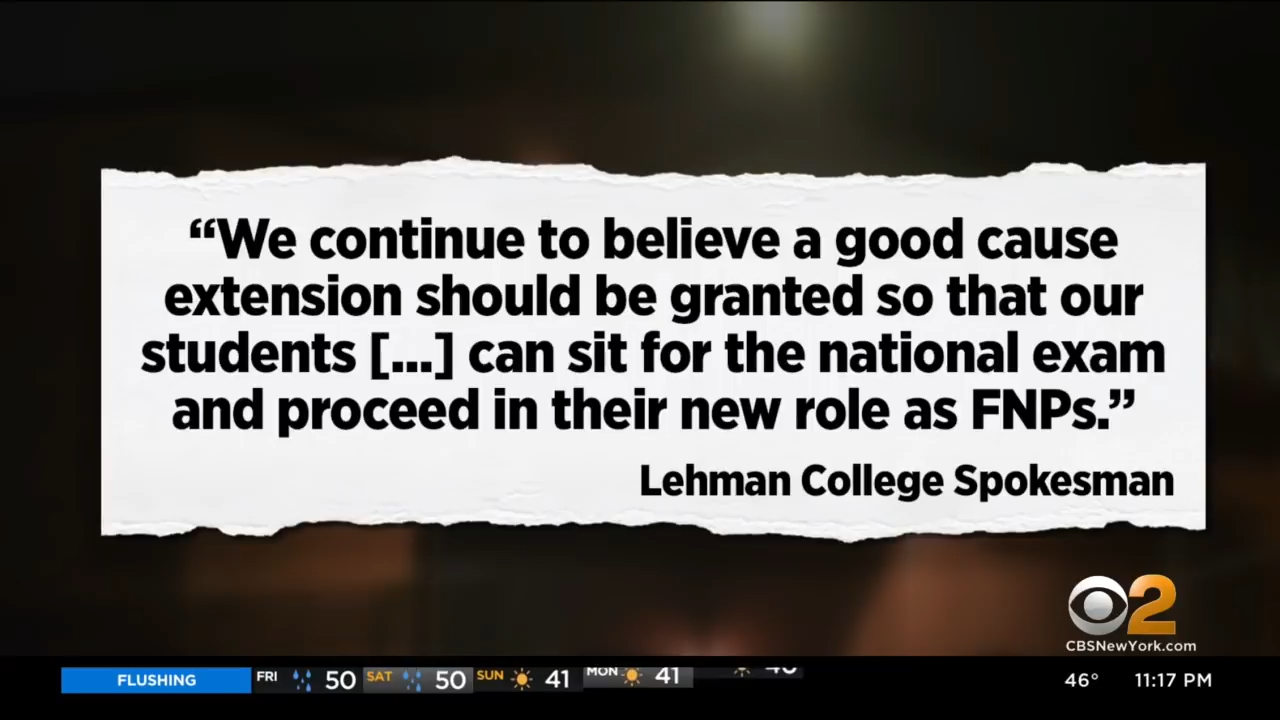 “We continue to believe a good cause
extension should be granted so that our
students [...] can sit for the national exam
and proceed in their new role as FNPs.”
Lehman College Spokesman
2
CBSNewYork.com
FLUSHING FRI 50 SAT 50 SUN 41 MON 41 46° 11:17 PM